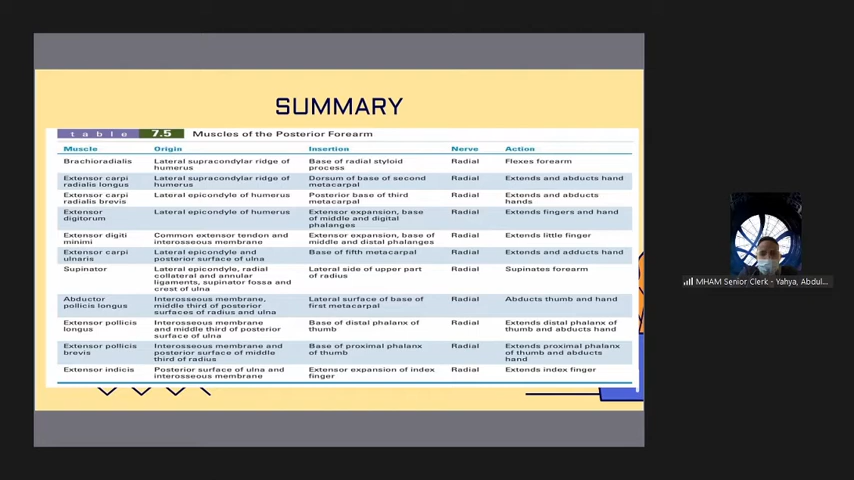 SUMMARY
table 7.5 Muscles of the Posterior Forearm
Muscle Origin Insertion Nerve Action
Brachioradialis Lateral supracondylar ridge of humerus Base of radial styloid process Radial Flexes forearm
Extensor carpi radialis longus Lateral supracondylar ridge of humerus Dorsum of base of second metacarpal Radial Extends and abducts hand
Extensor carpi radialis brevis Lateral epicondyle of humerus Posterior base of third metacarpal Radial Extends and abducts hands
Extensor digitorum Lateral epicondyle of humerus Extensor expansion, base of middle and digital phalanges Radial Extends fingers and hand
Extensor digiti minimi Common extensor tendon and interosseous membrane Extensor expansion, base of middle and distal phalanges Radial Extends little finger
Extensor carpi ulnaris Lateral epicondyle and posterior surface of ulna Base of fifth metacarpal Radial Extends and adducts hand
Supinator Lateral epicondyle, radial collateral and annular ligaments, supinator fossa and crest of ulna Lateral side of upper part of radius Radial Supinates forearm
Abductor pollicis longus Interosseous membrane, middle third of posterior surfaces of radius and ulna Lateral surface of base of first metacarpal Radial Abducts thumb and hand
Extensor pollicis longus Interosseous membrane and middle third of posterior surface of ulna Base of distal phalanx of thumb Radial Extends distal phalanx of thumb and abducts hand
Extensor pollicis brevis Interosseous membrane and posterior surface of middle third of radius Base of proximal phalanx of thumb Radial Extends proximal phalanx of thumb and abducts hand
Extensor indicis Posterior surface of ulna and interosseous membrane Extensor expansion of index finger Radial Extends index finger
MHAM Senior Clerk - Yahya, Abdul...